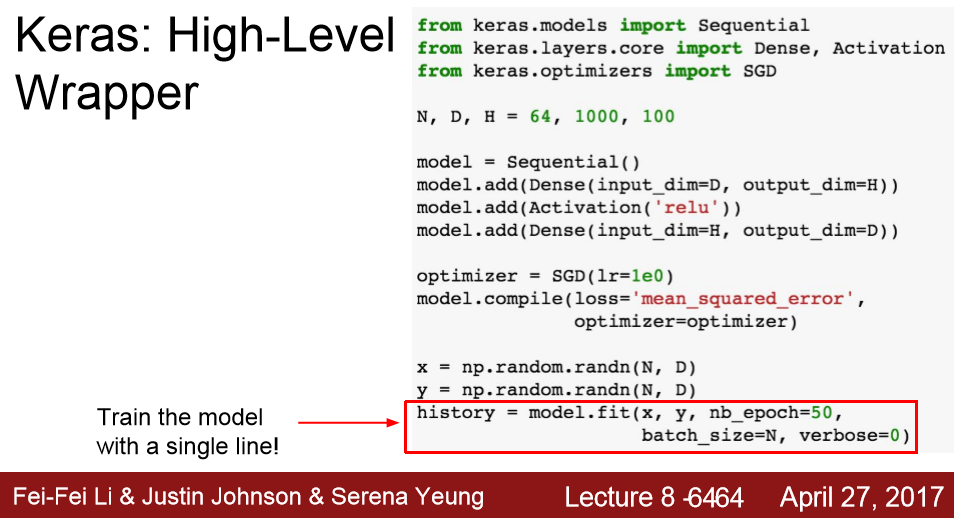 Keras: High-Level
Wrapper
from keras.models import Sequential
from keras.layers.core import Dense, Activation
from keras.optimizers import SGD
N, D, H = 64, 1000, 100
model = Sequential()
model.add(Dense(input_dim=D, output_dim=H))
model.add(Activation('relu'))
model.add(Dense(input_dim=H, output_dim=D))
optimizer = SGD(lr=1e0)
model.compile(loss='mean_squared_error',
optimizer=optimizer)
x = np.random.randn(N, D)
y = np.random.randn(N, D)
history = model.fit(x, y, nb_epoch=50,
batch_size=N, verbose=0)
Train the model
with a single line!
Fei-Fei Li & Justin Johnson & Serena Yeung Lecture 8 -6464 April 27, 2017